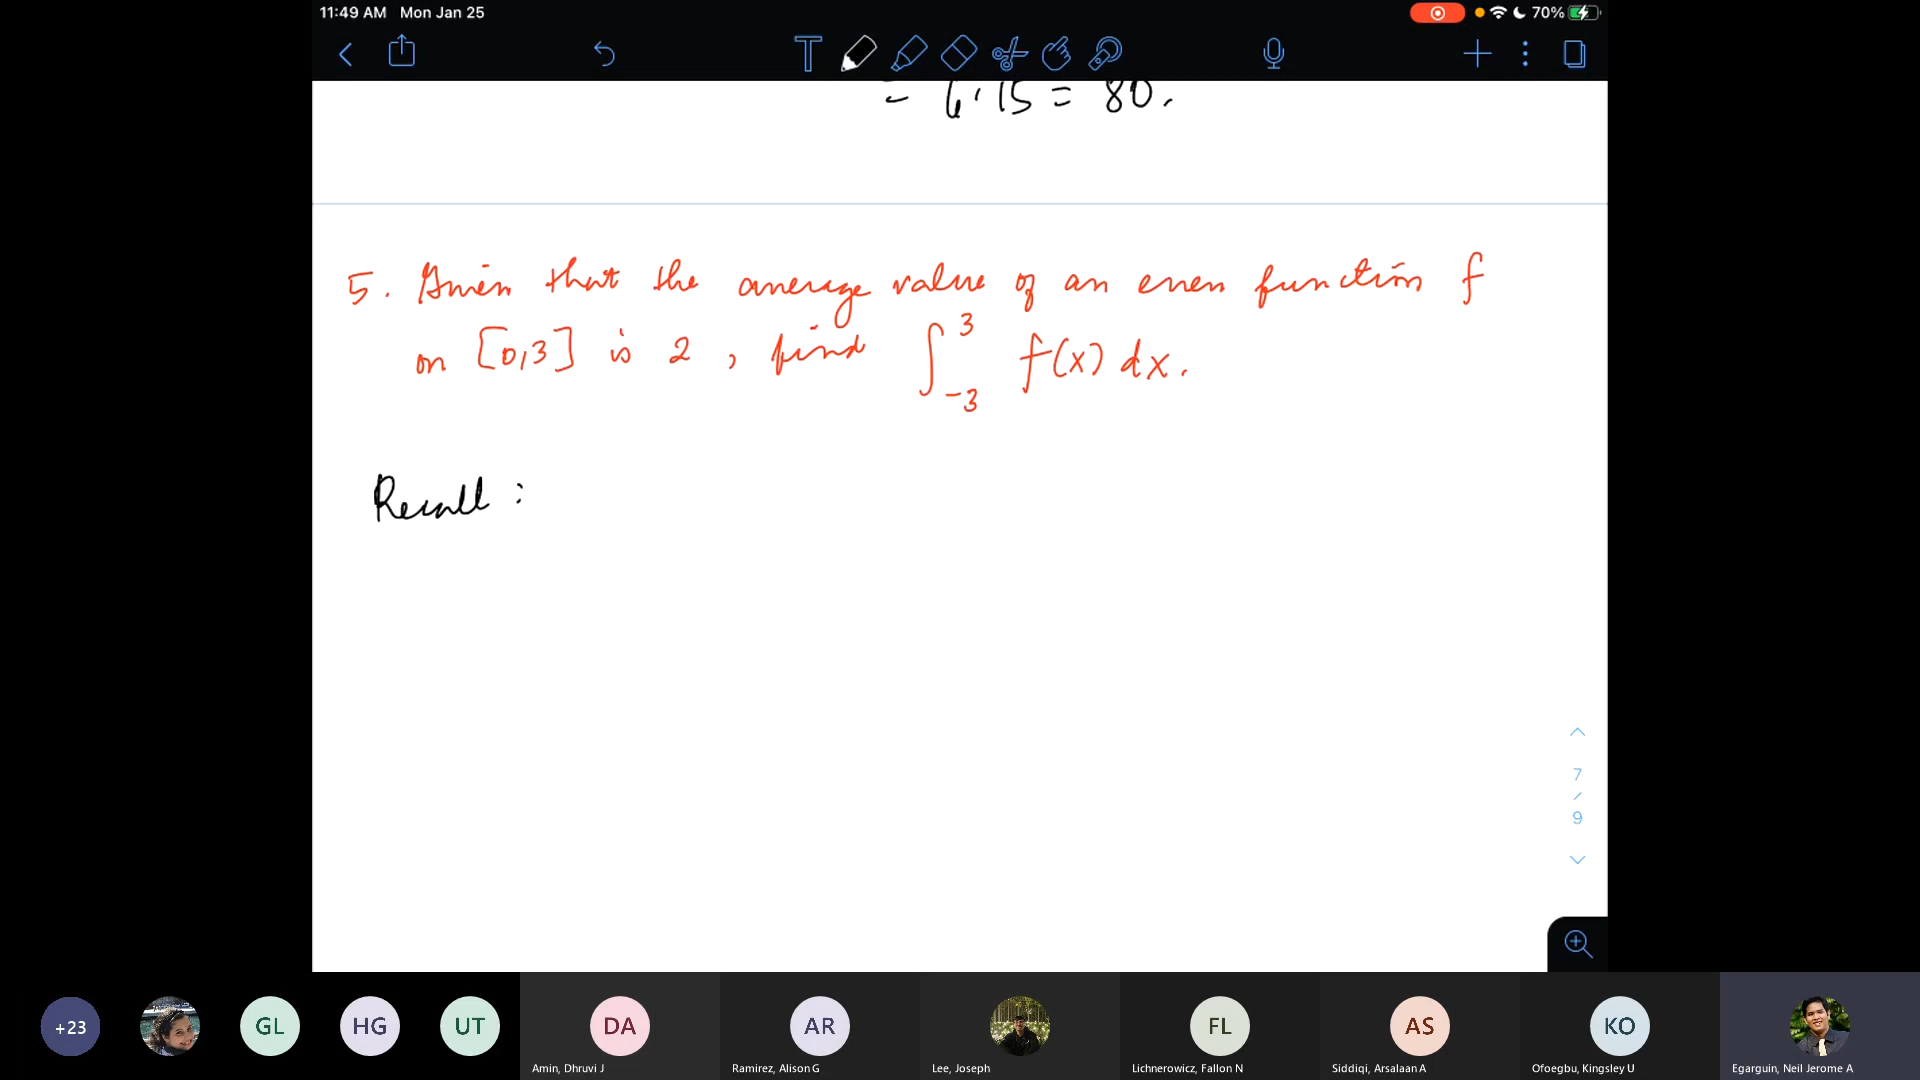 11:49 AM Mon Jan 25
70%
= 6·15 = 80.
5. Given that the average value of an even function f
on [0,3] is 2, find ∫₋₃³ f(x) dx.
Recall :
7
/
9
+23
GL
HG
UT
DA
AR
FL
AS
KO
Amin, Dhruvi J
Ramirez, Alison G
Lee, Joseph
Lichnerowicz, Fallon N
Siddiqi, Arsalaan A
Ofoegbu, Kingsley U
Egarguin, Neil Jerome A